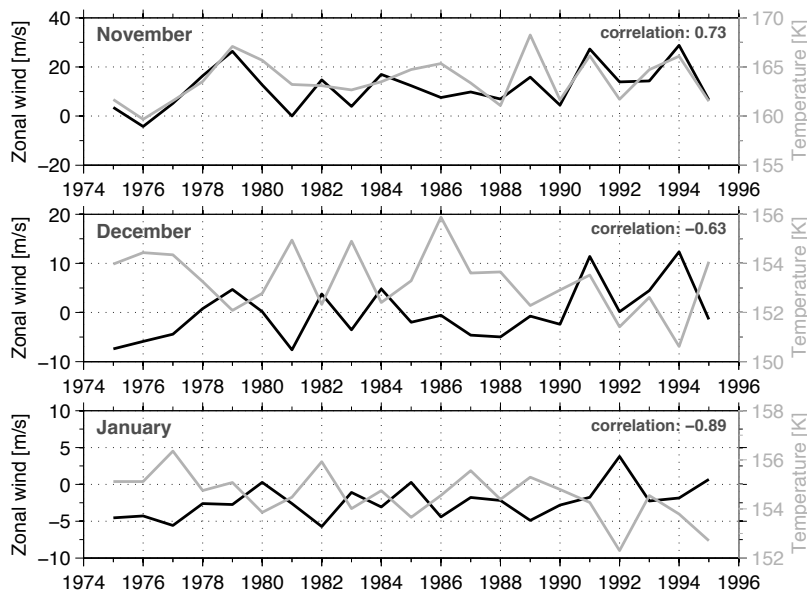 40
20
0
−20
Zonal wind [m/s]
November
correlation: 0.73
170
165
160
155
Temperature [K]
1974 1976 1978 1980 1982 1984 1986 1988 1990 1992 1994 1996
20
10
0
−10
Zonal wind [m/s]
December
correlation: −0.63
156
154
152
150
Temperature [K]
1974 1976 1978 1980 1982 1984 1986 1988 1990 1992 1994 1996
10
5
0
−5
−10
Zonal wind [m/s]
January
correlation: −0.89
158
156
154
152
Temperature [K]
1974 1976 1978 1980 1982 1984 1986 1988 1990 1992 1994 1996